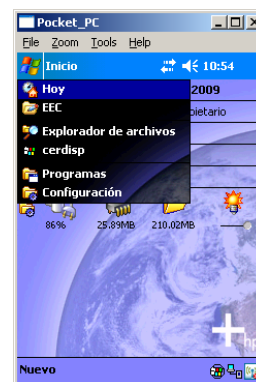 Pocket_PC
File Zoom Tools Help
Inicio 10:54
Hoy 2009
EEC
Explorador de archivos
cerdisp
Programas
Configuración
86% 25.89MB 210.02MB
hp
Nuevo